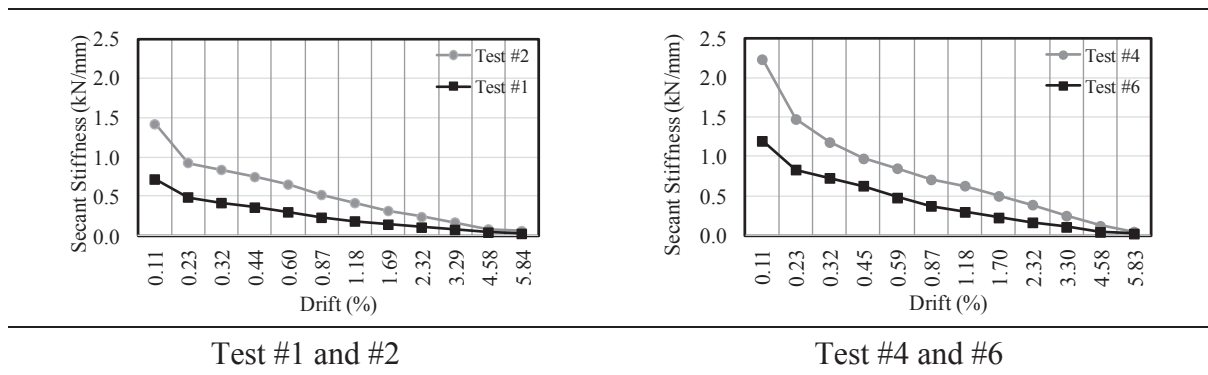 Secant Stiffness (kN/mm)
2.5
2.0
1.5
1.0
0.5
0.0
Test #2
Test #1
0.11 0.23 0.32 0.44 0.60 0.87 1.18 1.69 2.32 3.29 4.58 5.84
Drift (%)
Secant Stiffness (kN/mm)
2.5
2.0
1.5
1.0
0.5
0.0
Test #4
Test #6
0.11 0.23 0.32 0.45 0.59 0.87 1.18 1.70 2.32 3.30 4.58 5.83
Drift (%)
Test #1 and #2
Test #4 and #6